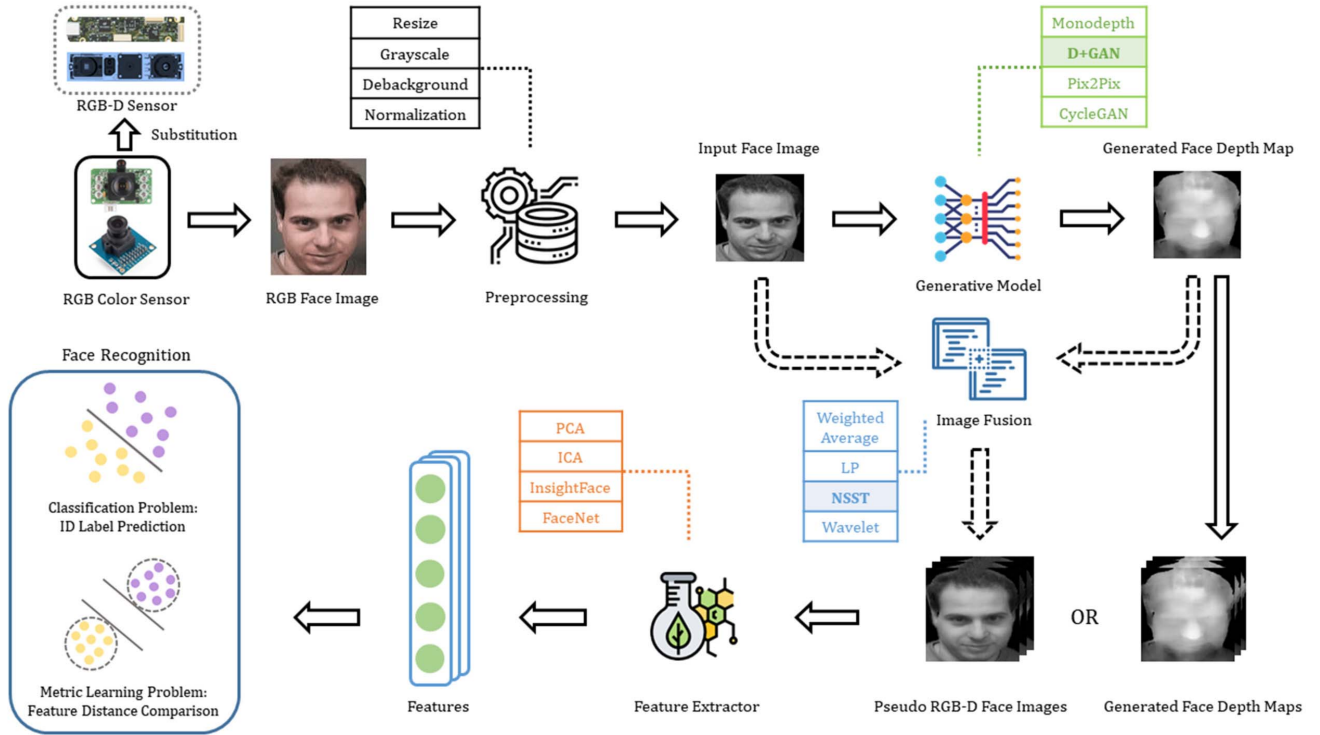 RGB-D Sensor
Substitution
RGB Color Sensor
RGB Face Image
Resize
Grayscale
Debackground
Normalization
Preprocessing
Input Face Image
Monodepth
D+GAN
Pix2Pix
CycleGAN
Generative Model
Generated Face Depth Map
Image Fusion
Weighted
Average
LP
NSST
Wavelet
Pseudo RGB-D Face Images
OR
Generated Face Depth Maps
PCA
ICA
InsightFace
FaceNet
Feature Extractor
Features
Face Recognition
Classification Problem:
ID Label Prediction
Metric Learning Problem:
Feature Distance Comparison